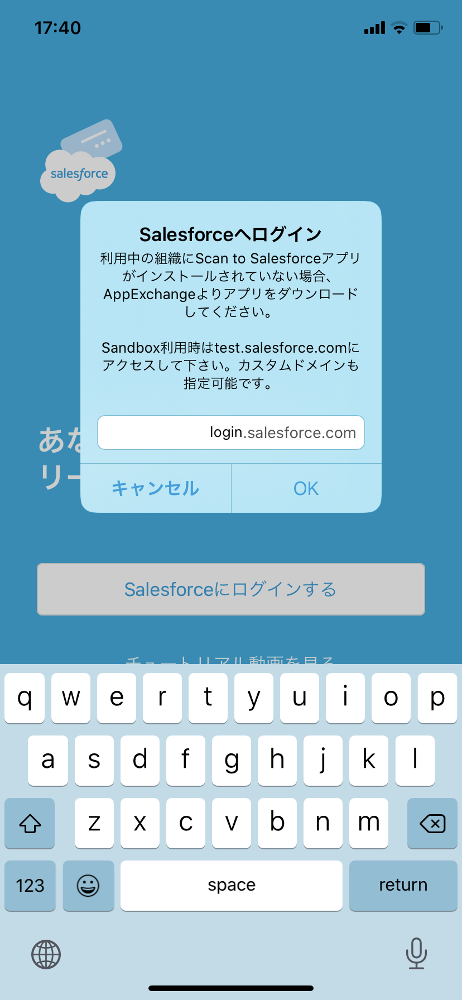 17:40
salesforce
Salesforceへログイン
利用中の組織にScan to Salesforceアプリ
がインストールされていない場合、
AppExchangeよりアプリをダウンロード
してください。
Sandbox利用時はtest.salesforce.comに
アクセスして下さい。カスタムドメインも
指定可能です。
login.salesforce.com
あな
リー
キャンセル OK
Salesforceにログインする
チュートリアル動画を見る
q w e r t y u i o p
a s d f g h j k l
z x c v b n m
123 space return